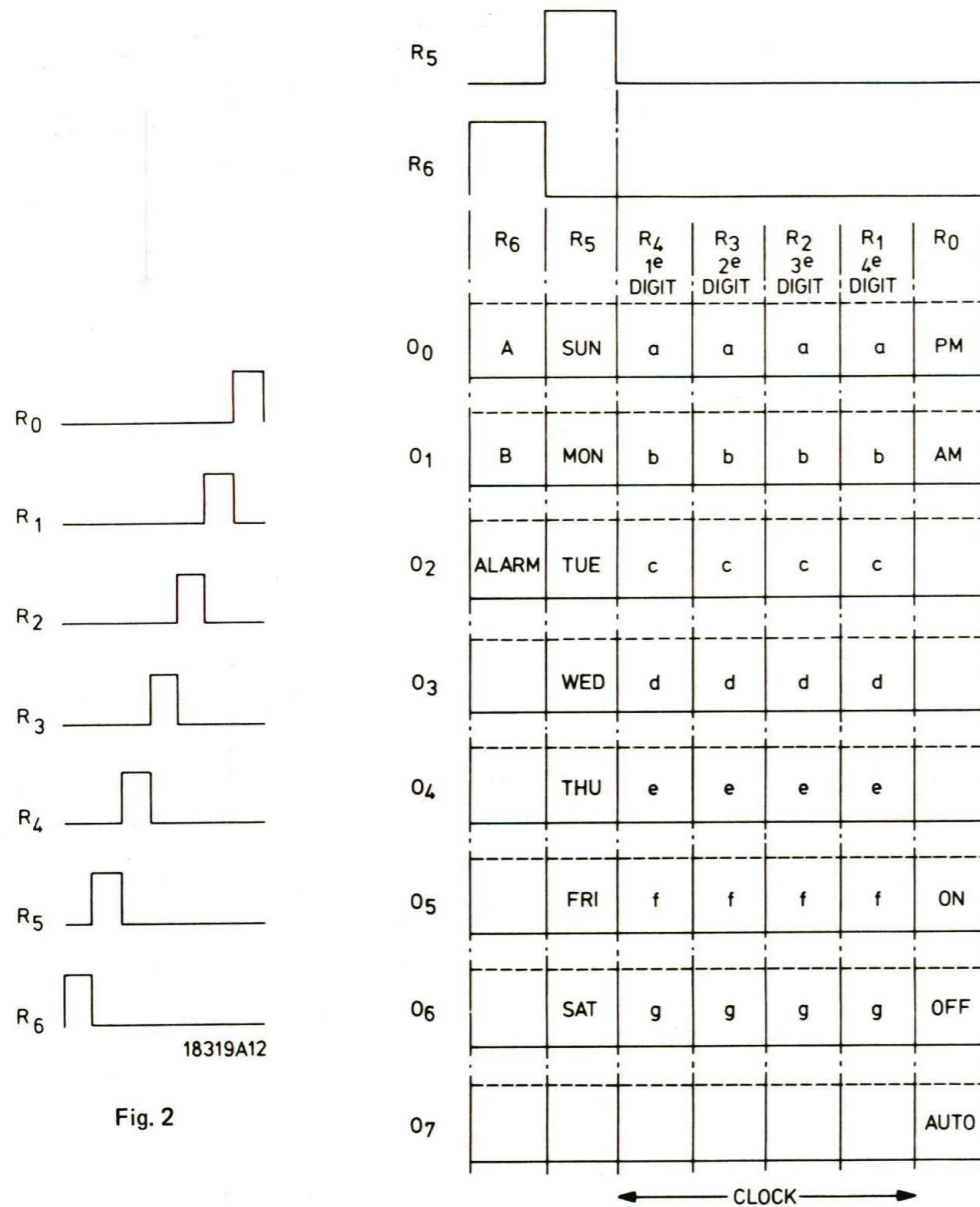 R0
R1
R2
R3
R4
R5
R6
18319A12
Fig. 2
R5
R6
R6 R5 R4 R3 R2 R1 R0
1e 2e 3e 4e
DIGIT DIGIT DIGIT DIGIT
O0 A SUN a a a a PM
O1 B MON b b b b AM
O2 ALARM TUE c c c c
O3 WED d d d d
O4 THU e e e e
O5 FRI f f f f ON
O6 SAT g g g g OFF
O7 AUTO
CLOCK